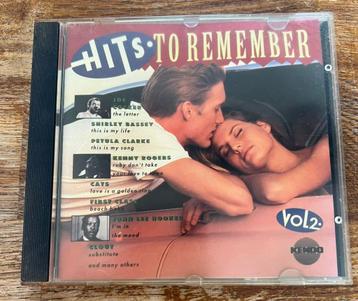 HITS · TO REMEMBER
JOE
COCKER
the letter
SHIRLEY BASSEY
this is my life
PETULA CLARKE
this is my song
KENNY ROGERS
ruby don't take
your love to town
CATS
love is a golden ring
FIRST CLASS
beach baby
JOHN LEE HOOKER
I'm in
the mood
CLOUT
substitute
and many others
VOL 2.